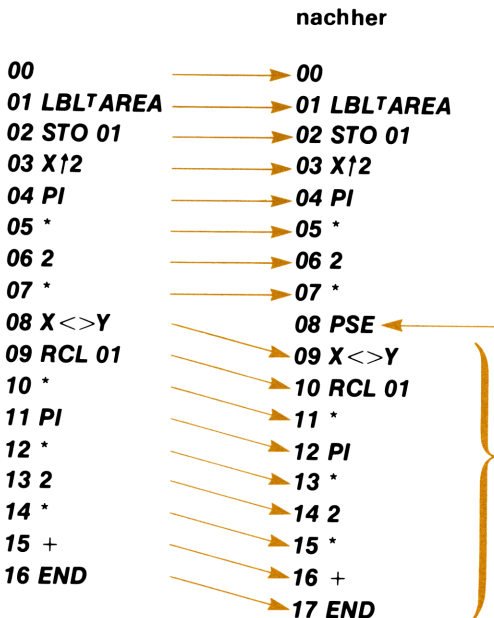 nachher
00
01 LBLᵀAREA
02 STO 01
03 X↑2
04 PI
05 *
06 2
07 *
08 X<>Y
09 RCL 01
10 *
11 PI
12 *
13 2
14 *
15 +
16 END
00
01 LBLᵀAREA
02 STO 01
03 X↑2
04 PI
05 *
06 2
07 *
08 PSE
09 X<>Y
10 RCL 01
11 *
12 PI
13 *
14 2
15 *
16 +
17 END